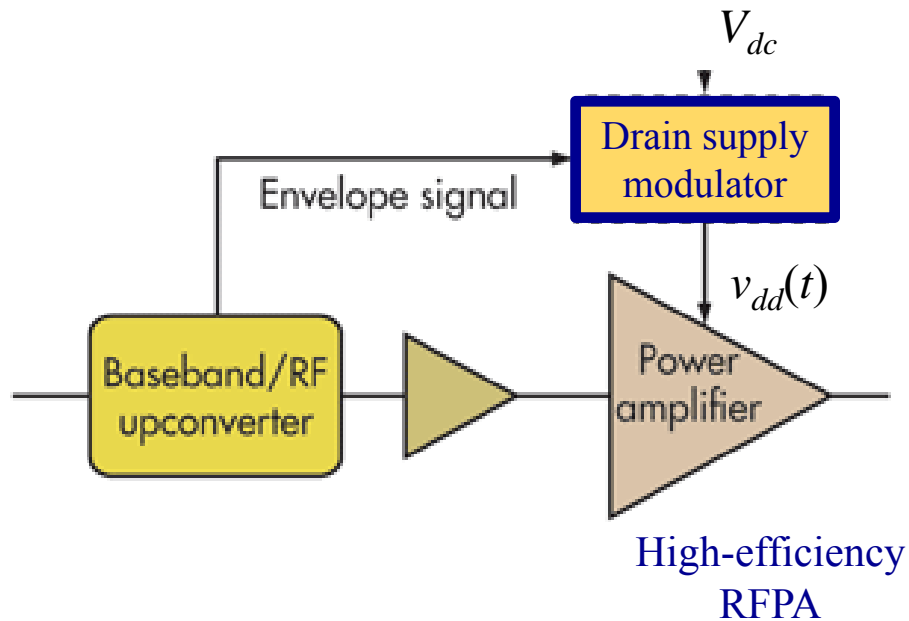 V_dc
Drain supply
modulator
Envelope signal
v_dd(t)
Baseband/RF
upconverter
Power
amplifier
High-efficiency
RFPA